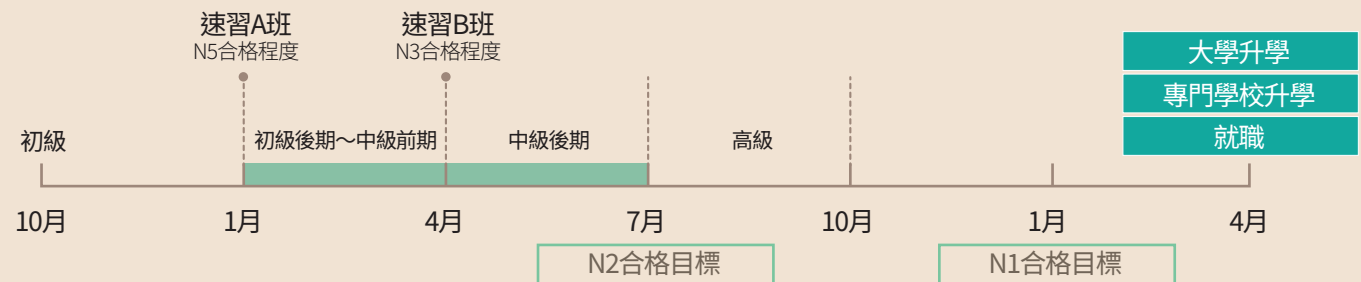 速習A班
N5合格程度
速習B班
N3合格程度
大學升學
專門學校升學
就職
初級
初級後期～中級前期
中級後期
高級
10月
1月
4月
7月
10月
1月
4月
N2合格目標
N1合格目標